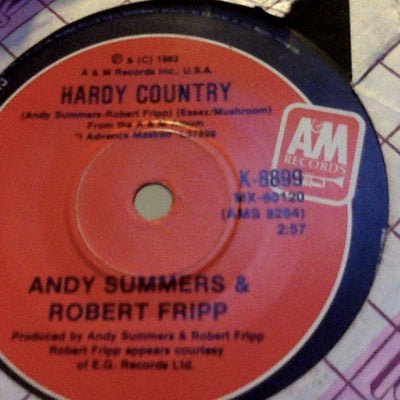 ℗ & (C) 1982
A & M Records Inc., U.S.A.
HARDY COUNTRY
(Andy Summers-Robert Fripp) (Essex/Mushroom)
From the A & M Album
"I Advance Masked"
A&M
RECORDS
K-8899
MX-60120
(AMS 8264)
2:57
ANDY SUMMERS &
ROBERT FRIPP
Produced by Andy Summers & Robert Fripp
Robert Fripp appears courtesy
of E.G. Records Ltd.